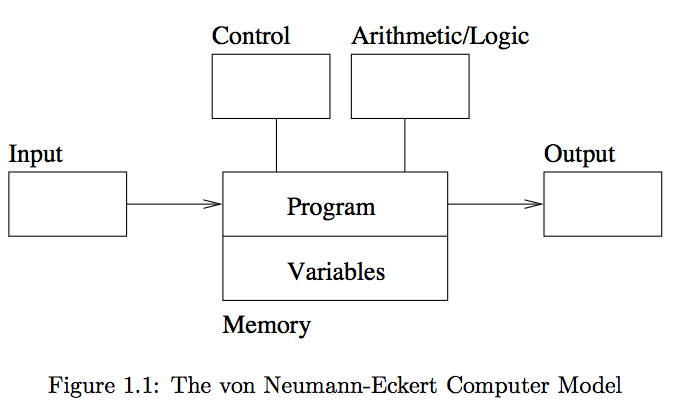 Control
Arithmetic/Logic
Input
Output
Program
Variables
Memory
Figure 1.1: The von Neumann-Eckert Computer Model